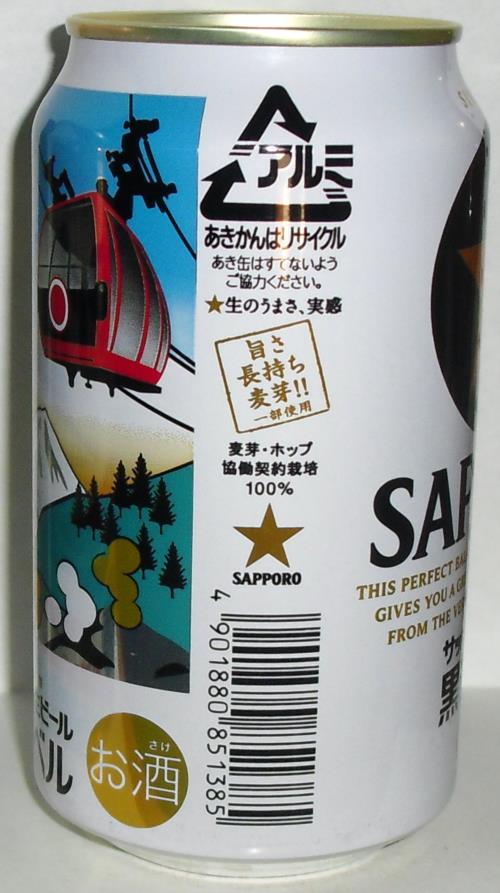 アルミ
あきかんはリサイクル
あき缶はすてないよう
ご協力ください。
★生のうまさ、実感
旨さ
長持ち
麦芽!!
一部使用
麦芽・ホップ
協働契約栽培
100%
SAPPORO
4 901880 851385
ビール
ベル
さけ
お酒
SAP
THIS PERFECT BA
GIVES YOU A G
FROM THE VE
サッ
黒